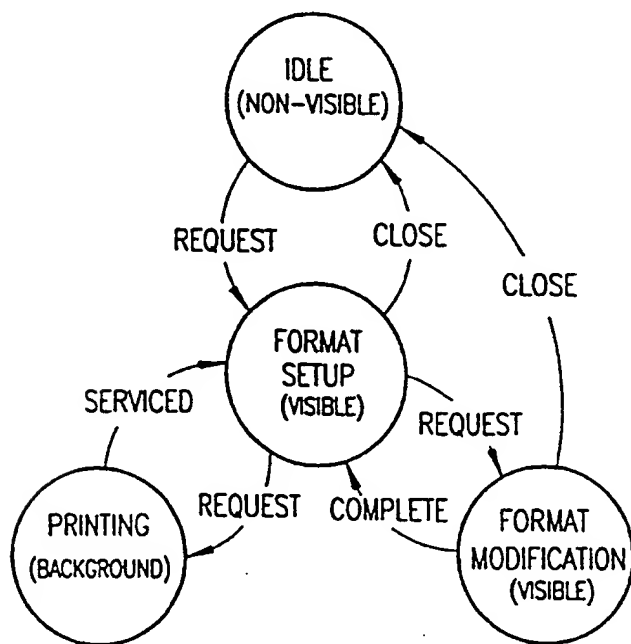 IDLE
(NON-VISIBLE)
REQUEST
CLOSE
CLOSE
FORMAT
SETUP
(VISIBLE)
SERVICED
REQUEST
REQUEST
COMPLETE
PRINTING
(BACKGROUND)
FORMAT
MODIFICATION
(VISIBLE)